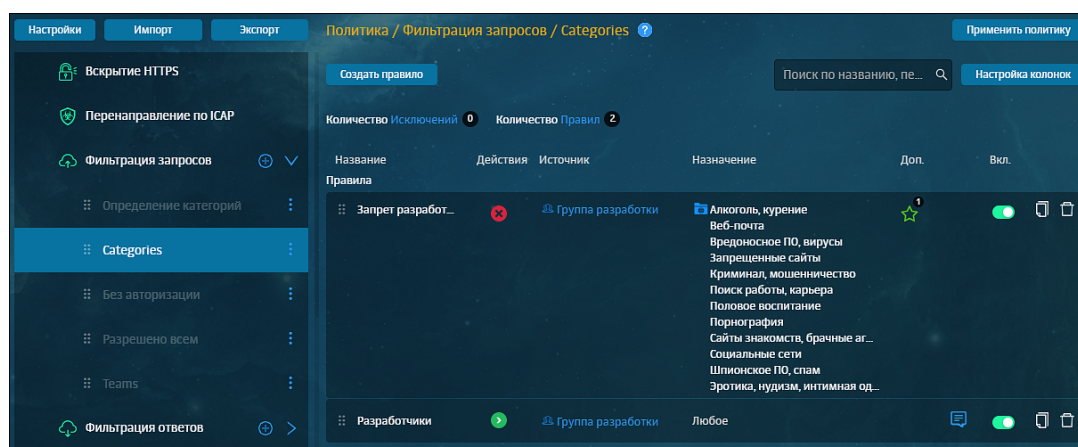 Настройки Импорт Экспорт
Политика / Фильтрация запросов / Categories ?
Применить политику
Вскрытие HTTPS
Перенаправление по ICAP
Фильтрация запросов
Определение категорий
Categories
Без авторизации
Разрешено всем
Teams
Фильтрация ответов
Создать правило
Поиск по названию, пе...
Настройка колонок
Количество Исключений 0 Количество Правил 2
Название Действия Источник Назначение Доп. Вкл.
Правила
Запрет разработ... Группа разработки
Алкоголь, курение
1
Веб-почта
Вредоносное ПО, вирусы
Запрещенные сайты
Криминал, мошенничество
Поиск работы, карьера
Половое воспитание
Порнография
Сайты знакомств, брачные аг...
Социальные сети
Шпионское ПО, спам
Эротика, нудизм, интимная од...
Разработчики Группа разработки Любое